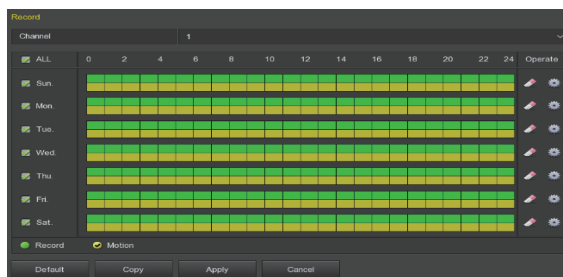 Record
Channel 1
ALL 0 2 4 6 8 10 12 14 16 18 20 22 24 Operate
Sun.
Mon.
Tue.
Wed.
Thu
Fri.
Sat.
Record Motion
Default Copy Apply Cancel